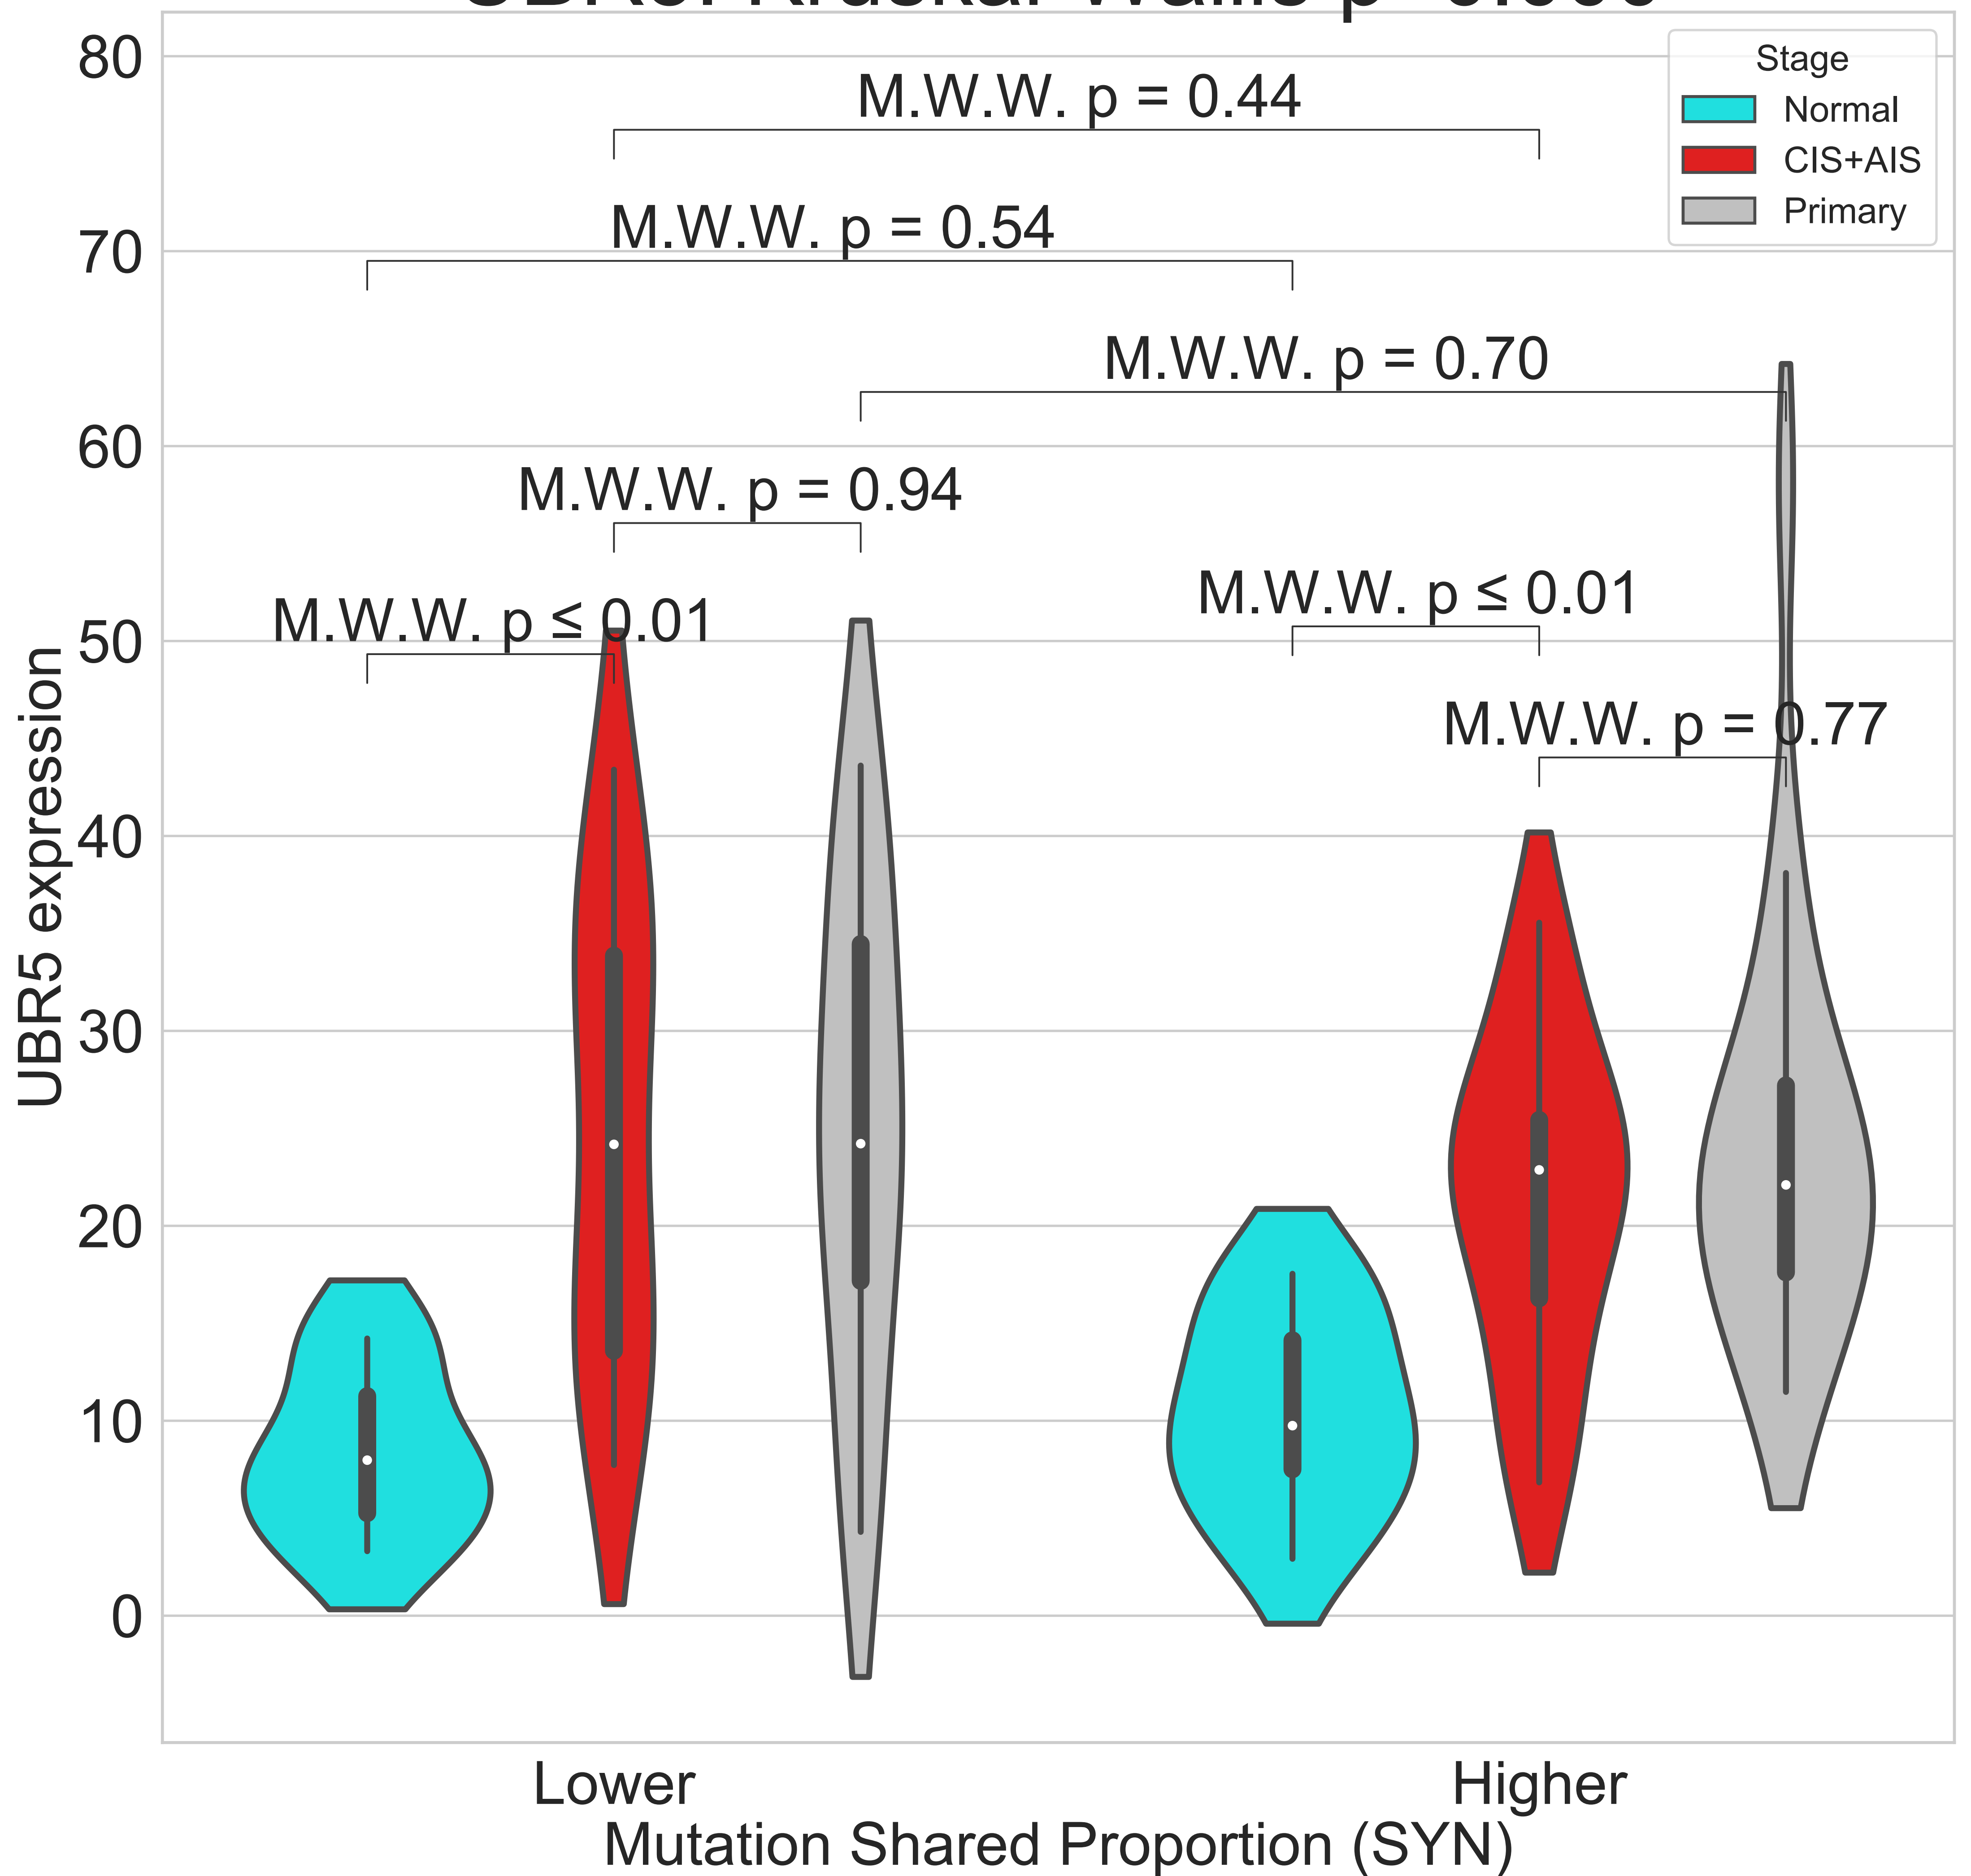 80
70
60
50
40
30
20
10
0
UBR5 expression
M.W.W. p = 0.44
M.W.W. p = 0.54
M.W.W. p = 0.70
M.W.W. p = 0.94
M.W.W. p ≤ 0.01
M.W.W. p ≤ 0.01
M.W.W. p = 0.77
Stage
Normal
CIS+AIS
Primary
Lower
Higher
Mutation Shared Proportion (SYN)